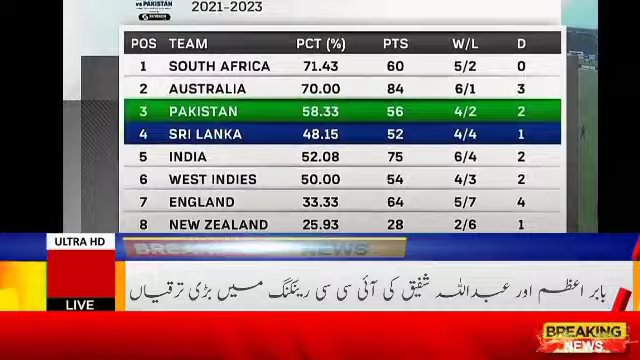 vs PAKISTAN
2021-2023
POS TEAM PCT (%) PTS W/L D
1 SOUTH AFRICA 71.43 60 5/2 0
2 AUSTRALIA 70.00 84 6/1 3
3 PAKISTAN 58.33 56 4/2 2
4 SRI LANKA 48.15 52 4/4 1
5 INDIA 52.08 75 6/4 2
6 WEST INDIES 50.00 54 4/3 2
7 ENGLAND 33.33 64 5/7 4
8 NEW ZEALAND 25.93 28 2/6 1
ULTRA HD
BREAKING NEWS
بابر اعظم اور عبداللہ شفیق کی آئی سی سی رینکنگ میں بڑی ترقیاں
LIVE
BREAKING
NEWS